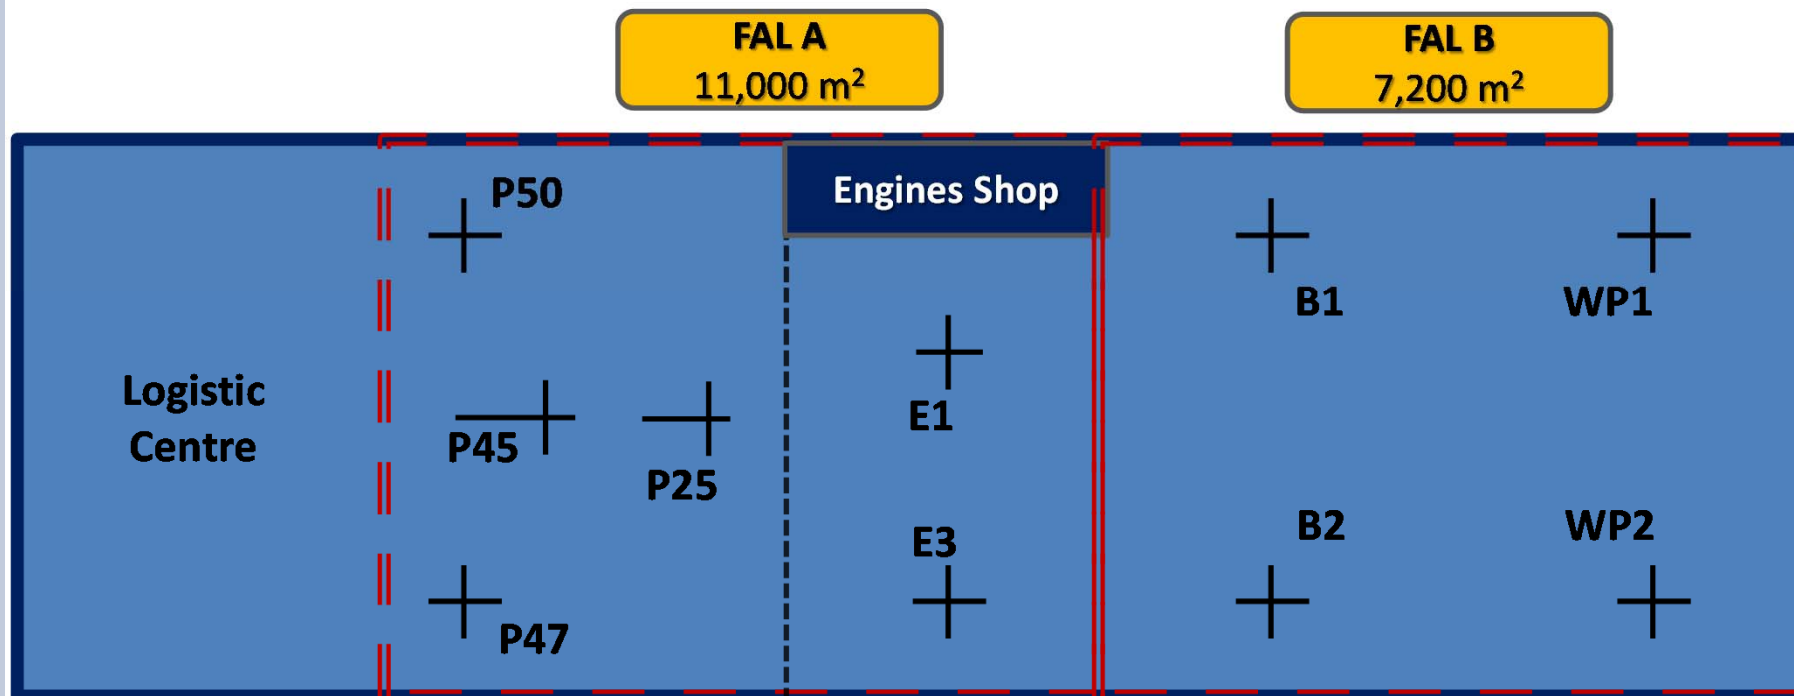 FAL A
11,000 m²
FAL B
7,200 m²
Engines Shop
P50
B1
WP1
Logistic
Centre
P45
P25
E1
E3
B2
WP2
P47